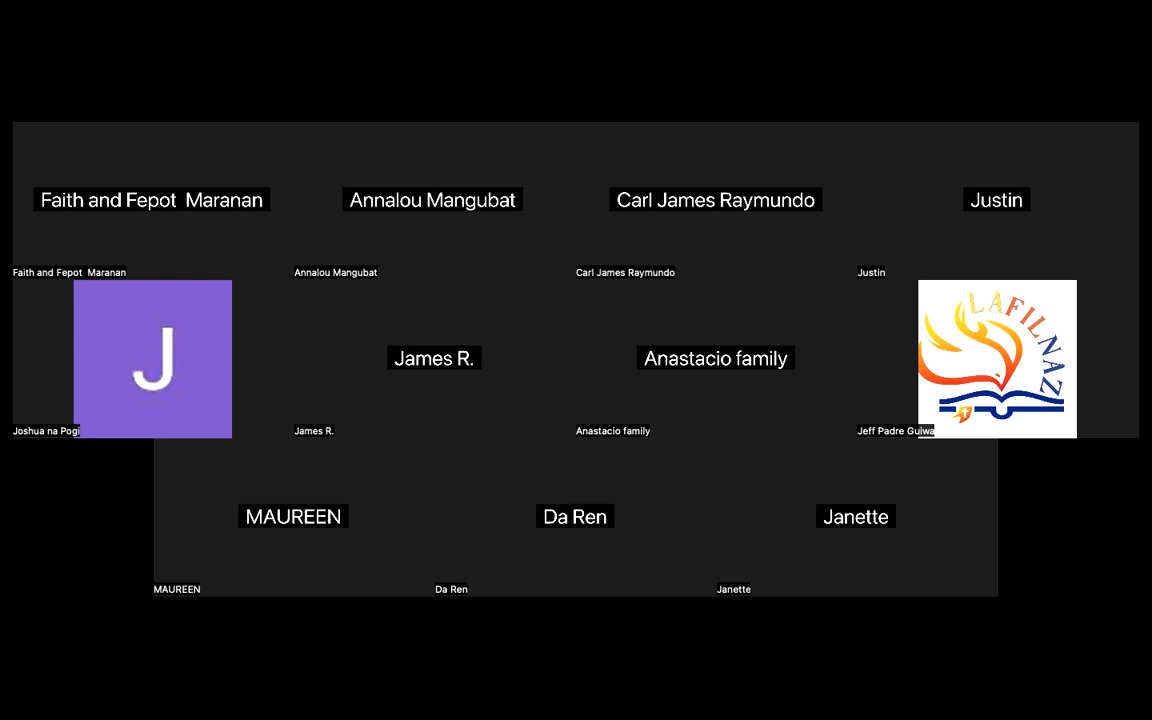 Faith and Fepot  Maranan
Annalou Mangubat
Carl James Raymundo
Justin
Faith and Fepot  Maranan
Annalou Mangubat
Carl James Raymundo
Justin
J
James R.
Anastacio family
LAFILNAZ
Joshua na Pogi
James R.
Anastacio family
Jeff Padre Guiwa
MAUREEN
Da Ren
Janette
MAUREEN
Da Ren
Janette